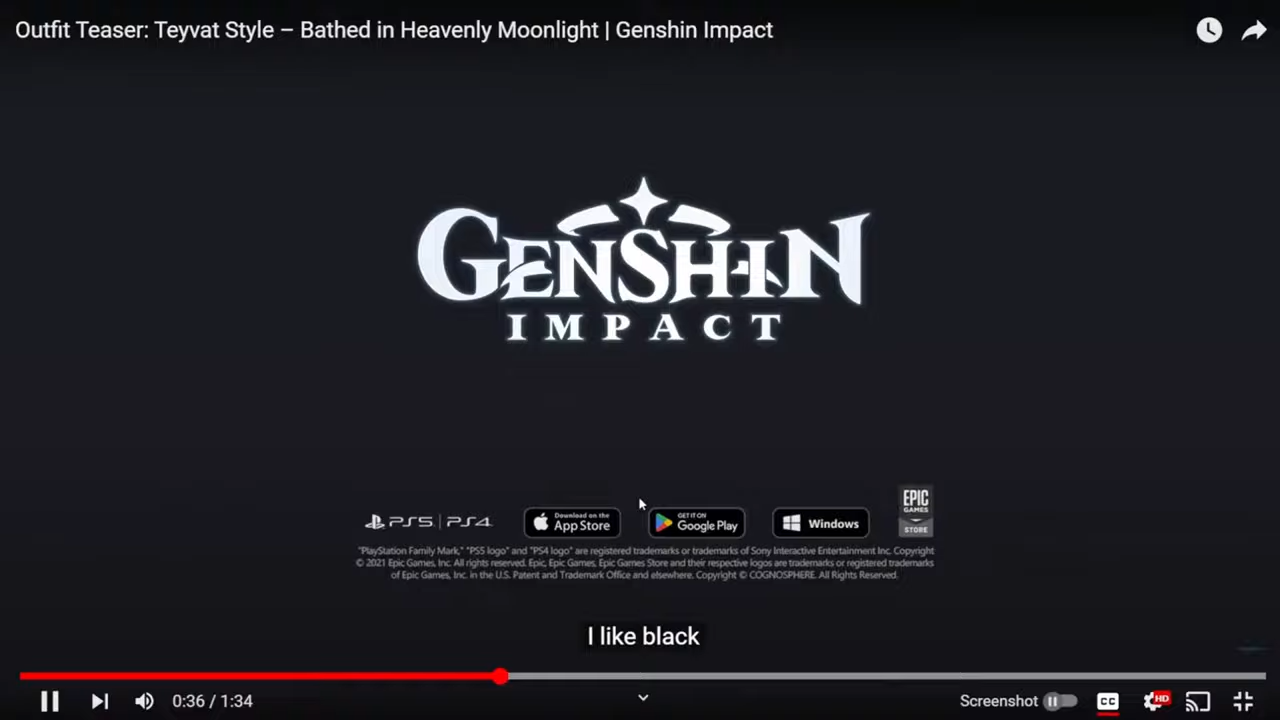 Outfit Teaser: Teyvat Style – Bathed in Heavenly Moonlight | Genshin Impact
GENSHIN
IMPACT
PS5 | PS4
Download on the
App Store
GET IT ON
Google Play
Windows
EPIC
GAMES
STORE
"PlayStation Family Mark," "PS5 logo" and "PS4 logo" are registered trademarks or trademarks of Sony Interactive Entertainment Inc. Copyright
© 2021 Epic Games, Inc. All rights reserved. Epic, Epic Games, Epic Games Store and their respective logos are trademarks or registered trademarks
of Epic Games, Inc. in the U.S. Patent and Trademark Office and elsewhere. Copyright © COGNOSPHERE. All Rights Reserved.
I like black
0:36 / 1:34
Screenshot
CC
HD